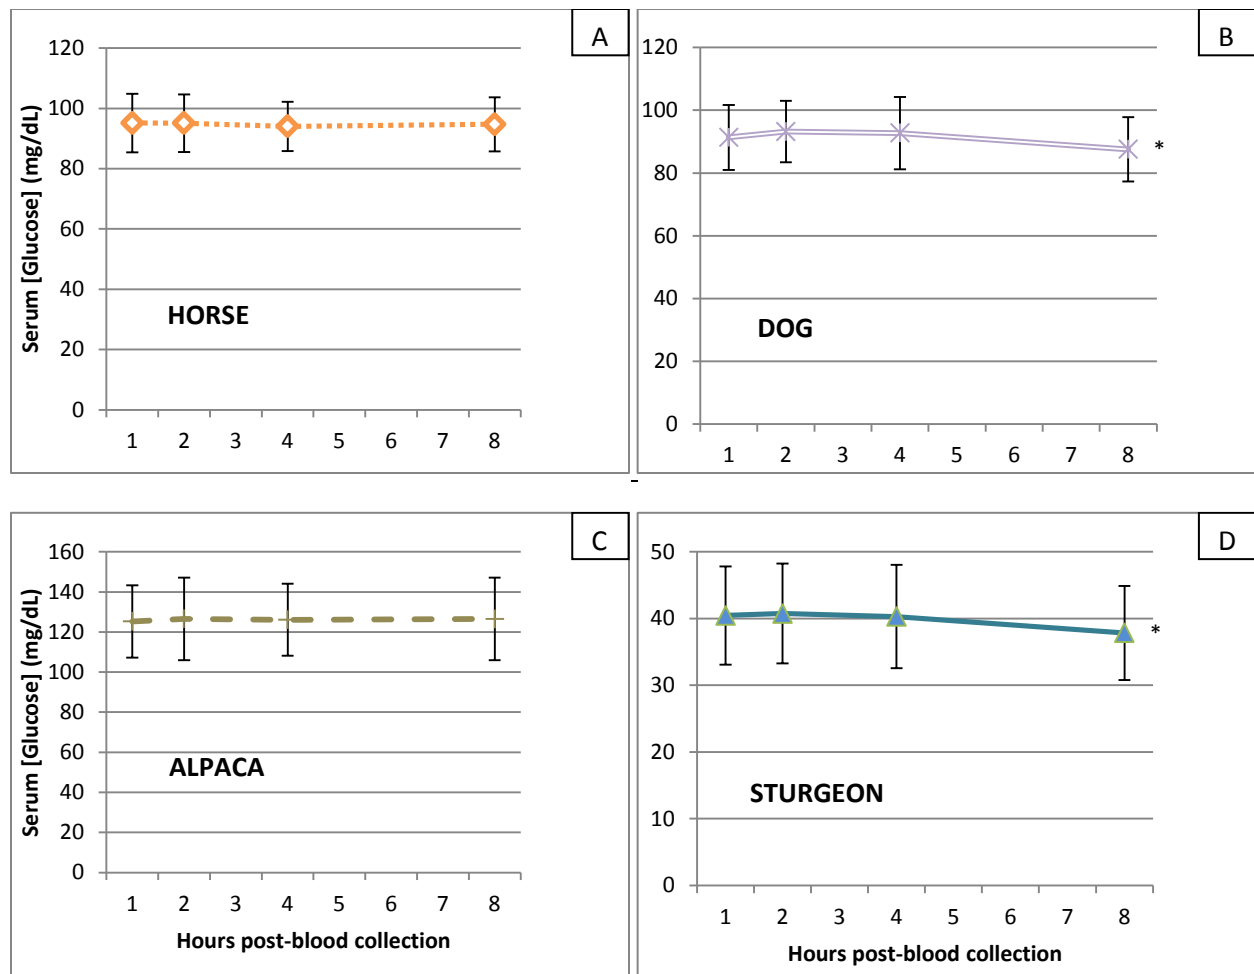 A
120
100
80
60
40
20
0
Serum [Glucose] (mg/dL)
HORSE
1 2 3 4 5 6 7 8
B
120
100
80
60
40
20
0
*
DOG
1 2 3 4 5 6 7 8
C
160
140
120
100
80
60
40
20
0
Serum [Glucose] (mg/dL)
ALPACA
1 2 3 4 5 6 7 8
Hours post-blood collection
D
50
40
30
20
10
0
*
STURGEON
1 2 3 4 5 6 7 8
Hours post-blood collection